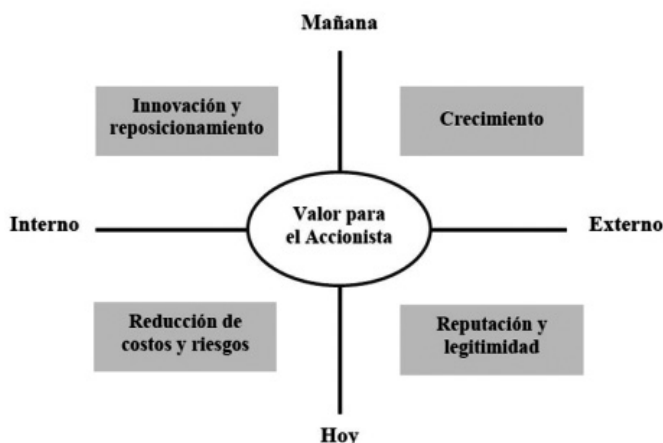 Mañana
Innovación y
reposicionamiento
Crecimiento
Interno
Valor para
el Accionista
Externo
Reducción de
costos y riesgos
Reputación y
legitimidad
Hoy